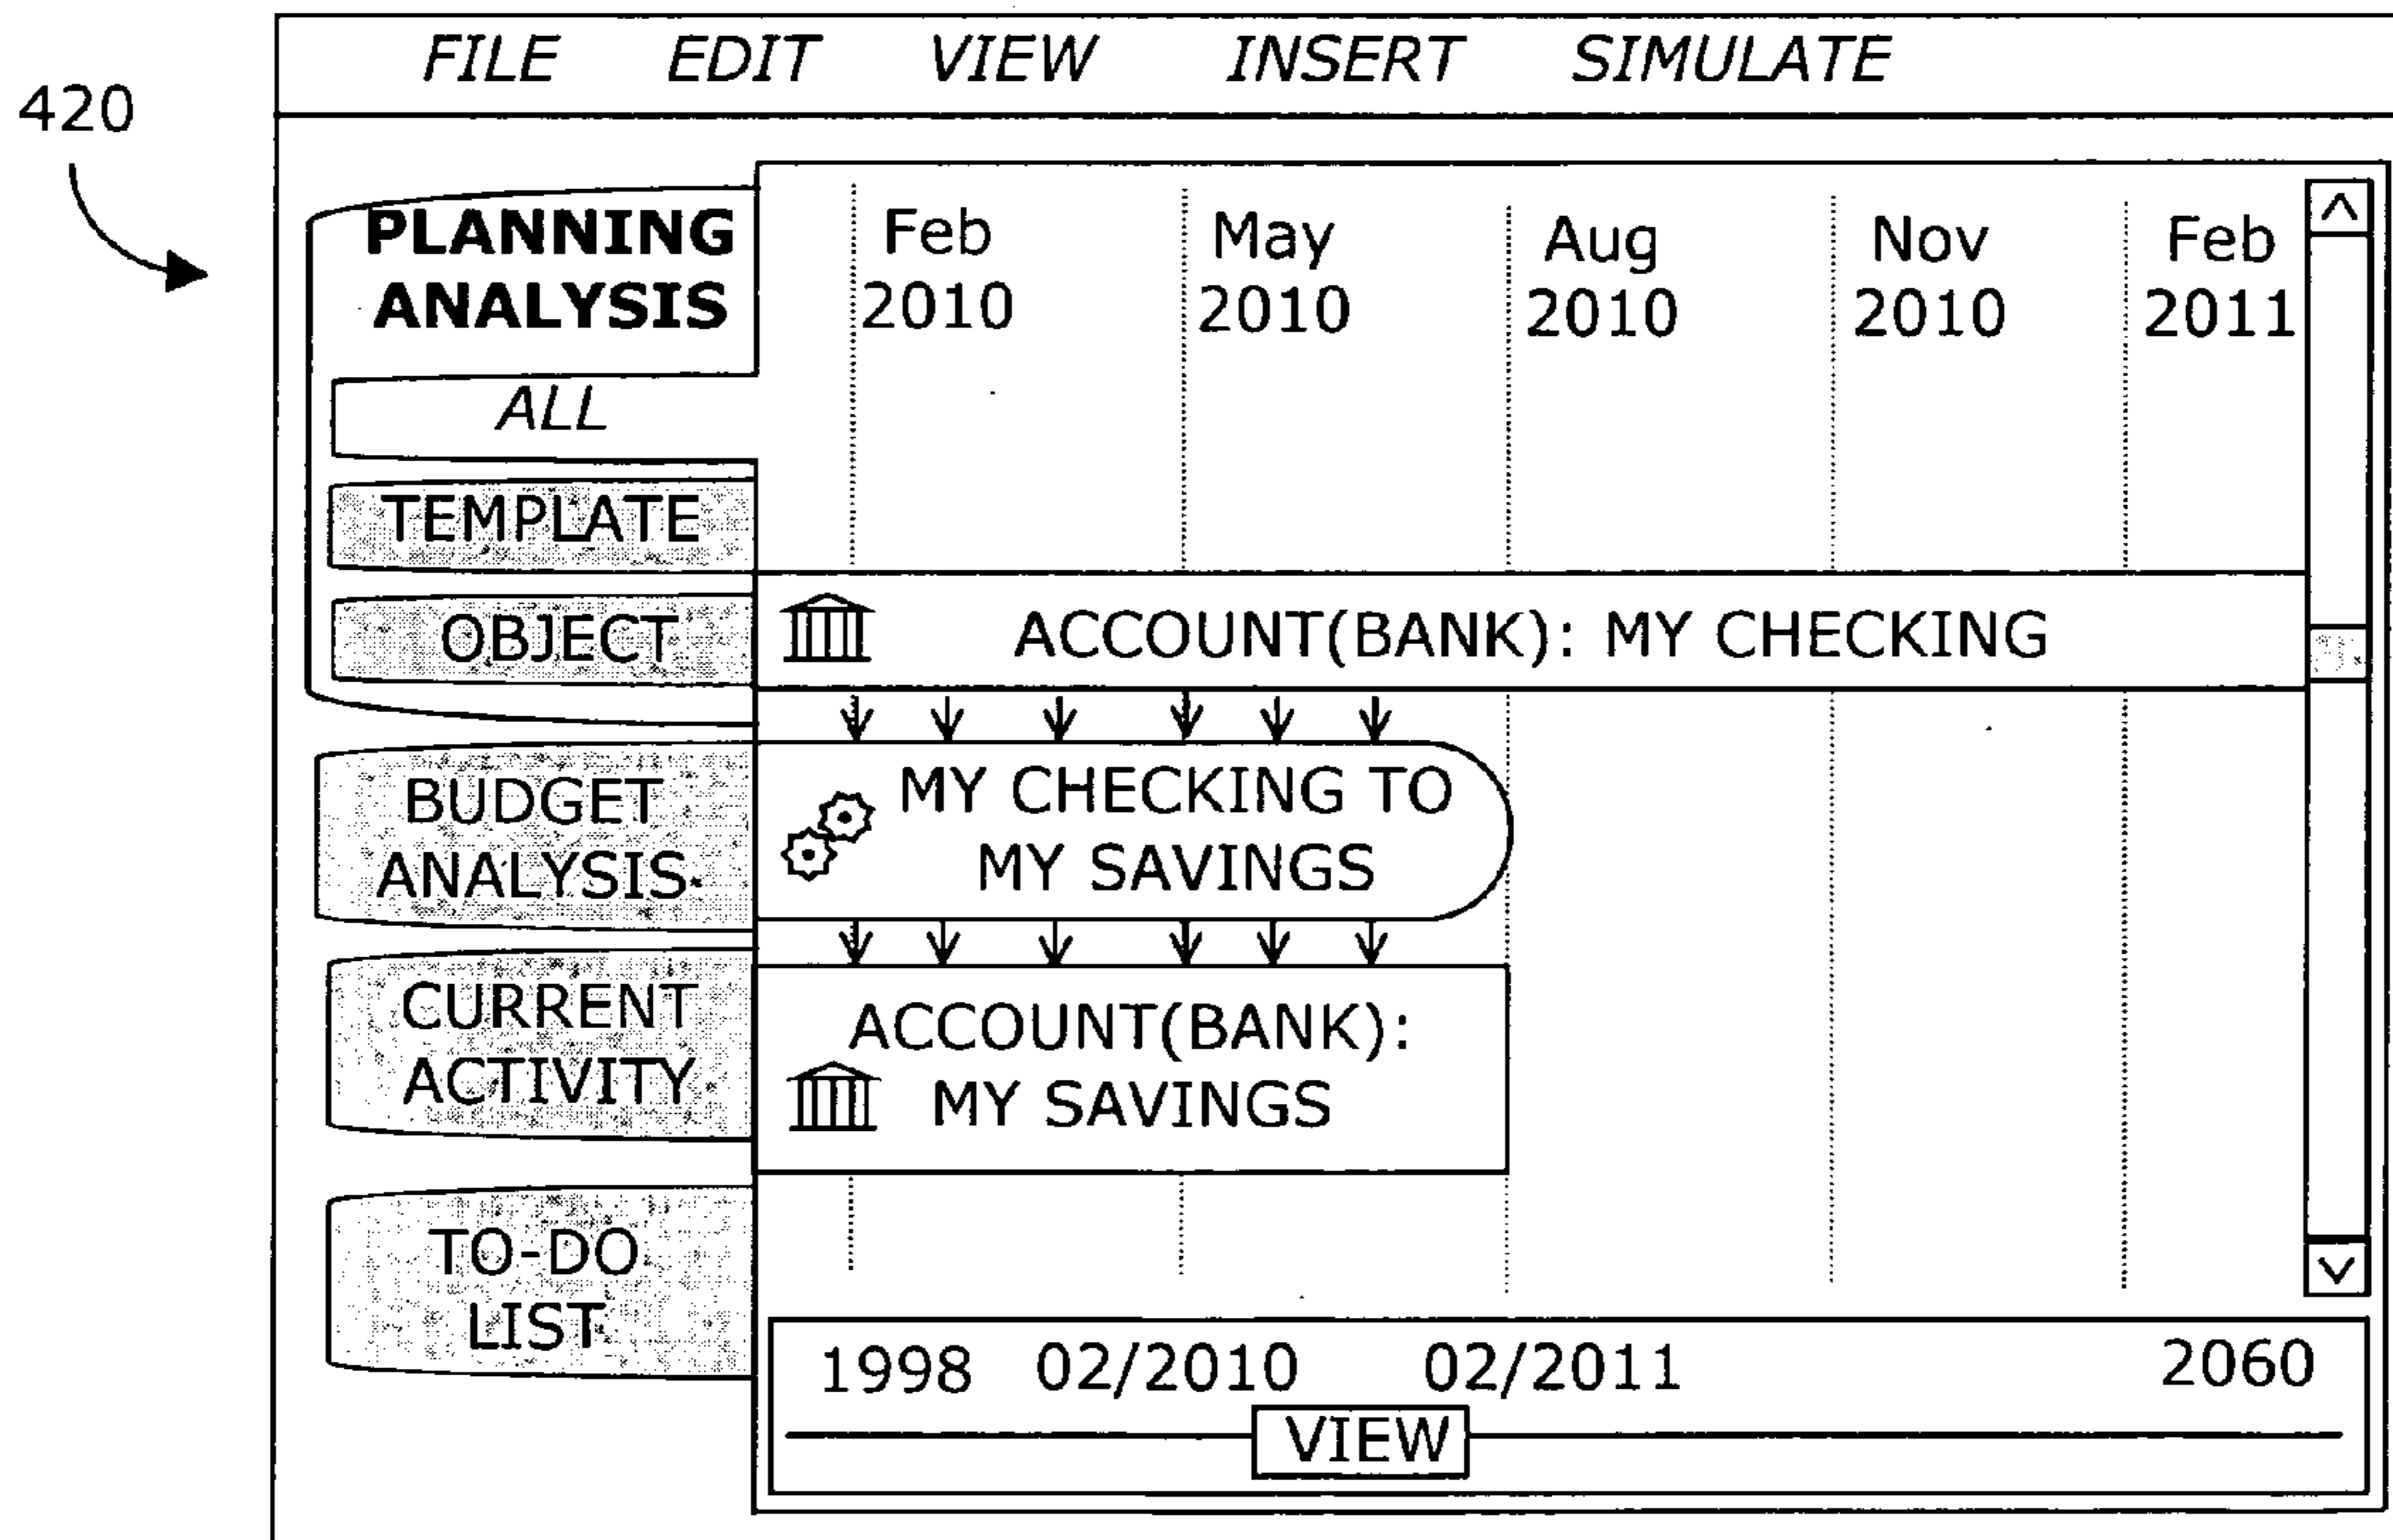 FILE EDIT VIEW INSERT SIMULATE
420
PLANNING
ANALYSIS
ALL
TEMPLATE
OBJECT
BUDGET
ANALYSIS
CURRENT
ACTIVITY
TO-DO
LIST
Feb May Aug Nov Feb
2010 2010 2010 2010 2011
ACCOUNT(BANK): MY CHECKING
MY CHECKING TO
MY SAVINGS
ACCOUNT(BANK):
MY SAVINGS
1998 02/2010 02/2011 2060
VIEW